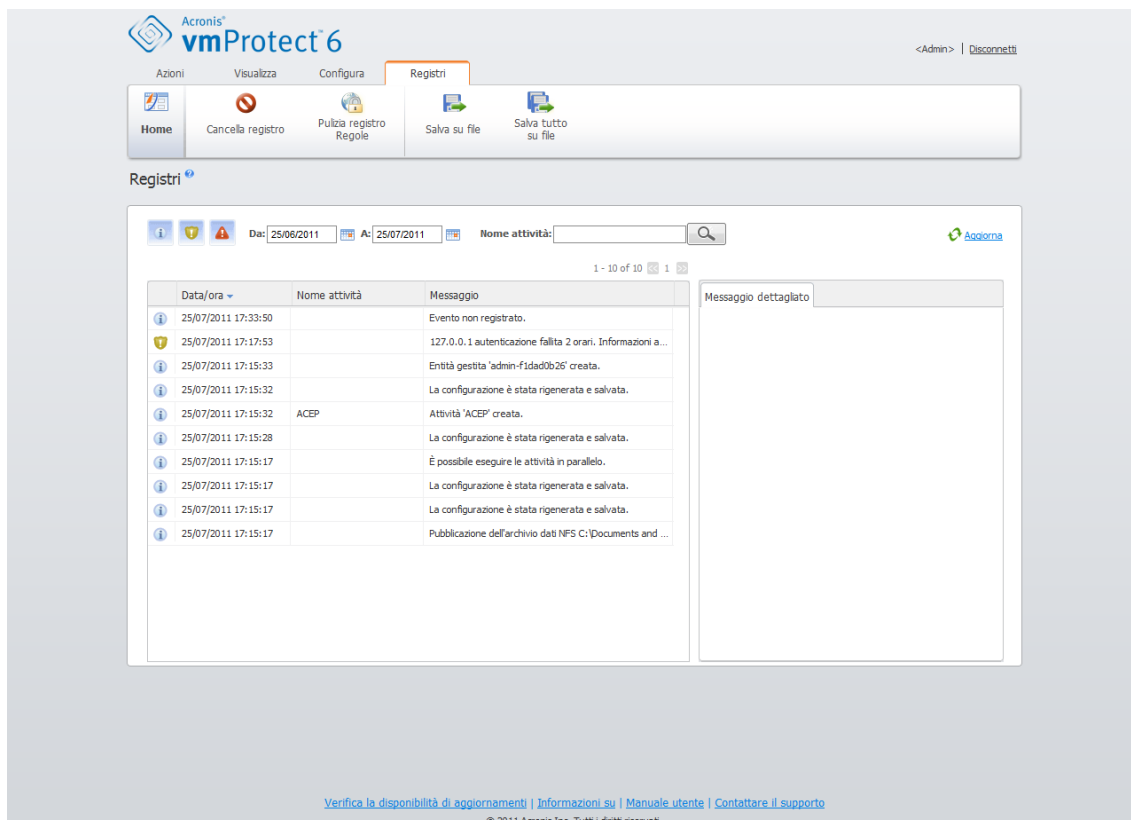 Acronis®
vmProtect™ 6
<Admin> | Disconnetti
Azioni Visualizza Configura Registri
Home
Cancella registro
Pulizia registro
Regole
Salva su file
Salva tutto
su file
Registri
Da: 25/06/2011 A: 25/07/2011 Nome attività:
Aggiorna
1 - 10 of 10 << 1 >>
Data/ora Nome attività Messaggio
Messaggio dettagliato
25/07/2011 17:33:50 Evento non registrato.
25/07/2011 17:17:53 127.0.0.1 autenticazione fallita 2 orari. Informazioni a...
25/07/2011 17:15:33 Entità gestita 'admin-f1dad0b26' creata.
25/07/2011 17:15:32 La configurazione è stata rigenerata e salvata.
25/07/2011 17:15:32 ACEP Attività 'ACEP' creata.
25/07/2011 17:15:28 La configurazione è stata rigenerata e salvata.
25/07/2011 17:15:17 È possibile eseguire le attività in parallelo.
25/07/2011 17:15:17 La configurazione è stata rigenerata e salvata.
25/07/2011 17:15:17 La configurazione è stata rigenerata e salvata.
25/07/2011 17:15:17 Pubblicazione dell'archivio dati NFS C:\Documents and ...
Verifica la disponibilità di aggiornamenti | Informazioni su | Manuale utente | Contattare il supporto
© 2011 Acronis Inc. Tutti i diritti riservati